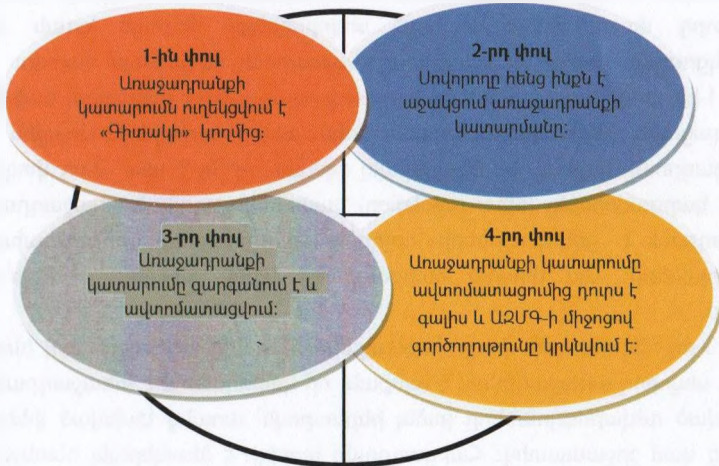 1-ին փուլ
Առաջադրանքի
կատարումն ուղեկցվում է
«Գիտակի» կողմից:
2-րդ փուլ
Սովորողը հենց ինքն է
աջակցում առաջադրանքի
կատարմանը:
3-րդ փուլ
Առաջադրանքի
կատարումը զարգանում է և
ավտոմատացվում:
4-րդ փուլ
Առաջադրանքի կատարումը
ավտոմատացումից դուրս է
գալիս և ԱԶՄԳ-ի միջոցով
գործողությունը կրկնվում է: